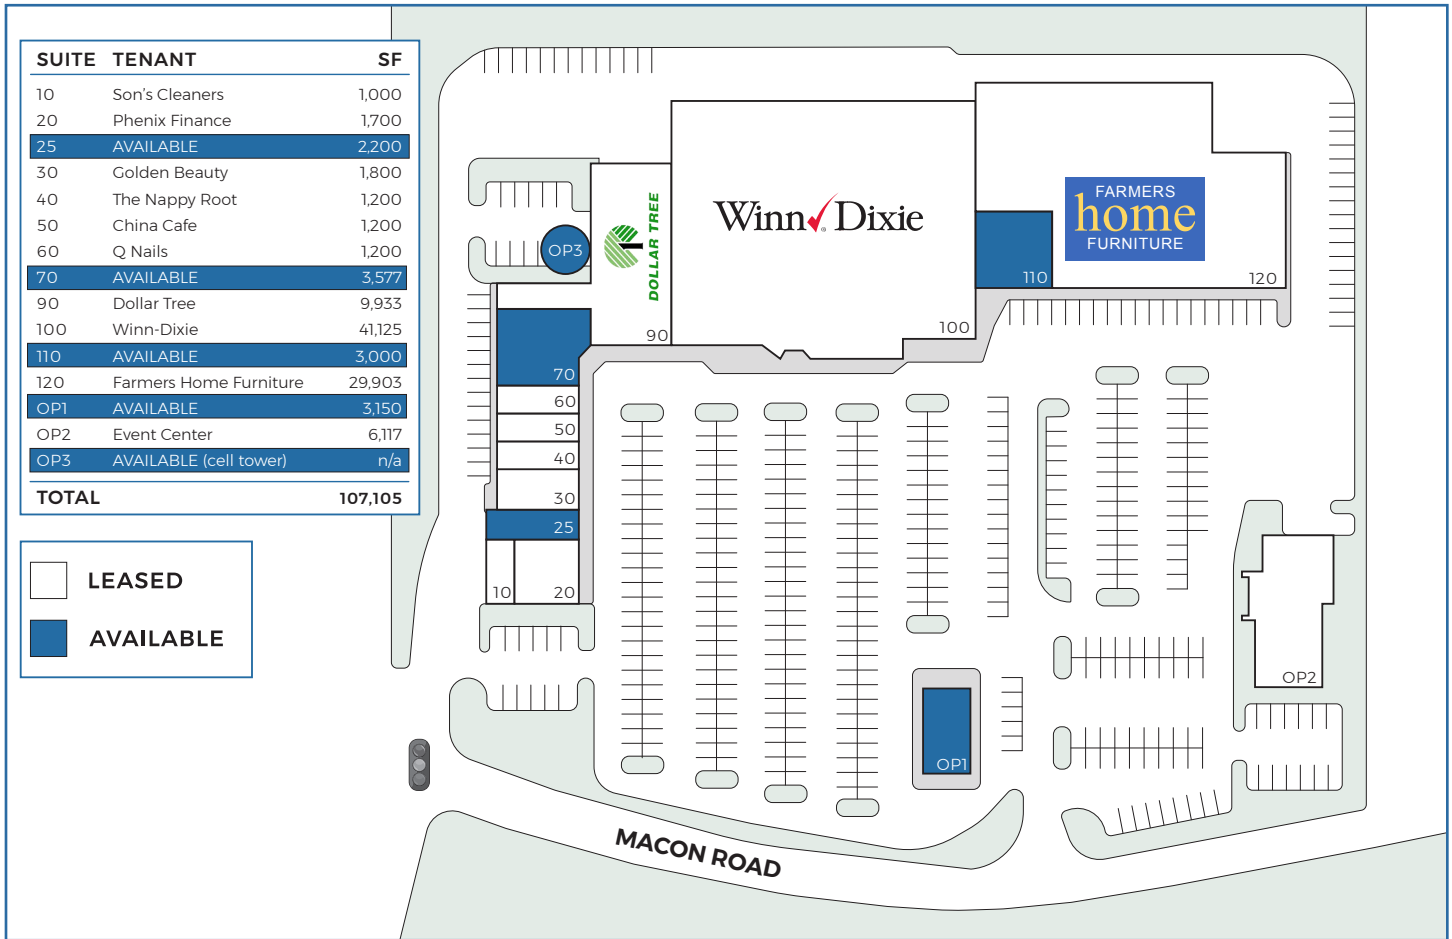 SUITE TENANT SF
10 Son's Cleaners 1,000
20 Phenix Finance 1,700
25 AVAILABLE 2,200
30 Golden Beauty 1,800
40 The Nappy Root 1,200
50 China Cafe 1,200
60 Q Nails 1,200
70 AVAILABLE 3,577
90 Dollar Tree 9,933
100 Winn-Dixie 41,125
110 AVAILABLE 3,000
120 Farmers Home Furniture 29,903
OP1 AVAILABLE 3,150
OP2 Event Center 6,117
OP3 AVAILABLE (cell tower) n/a
TOTAL 107,105
LEASED
AVAILABLE
OP3
DOLLAR TREE
90
Winn Dixie
100
110
FARMERS
home
FURNITURE
120
70
60
50
40
30
25
10
20
OP1
OP2
MACON ROAD